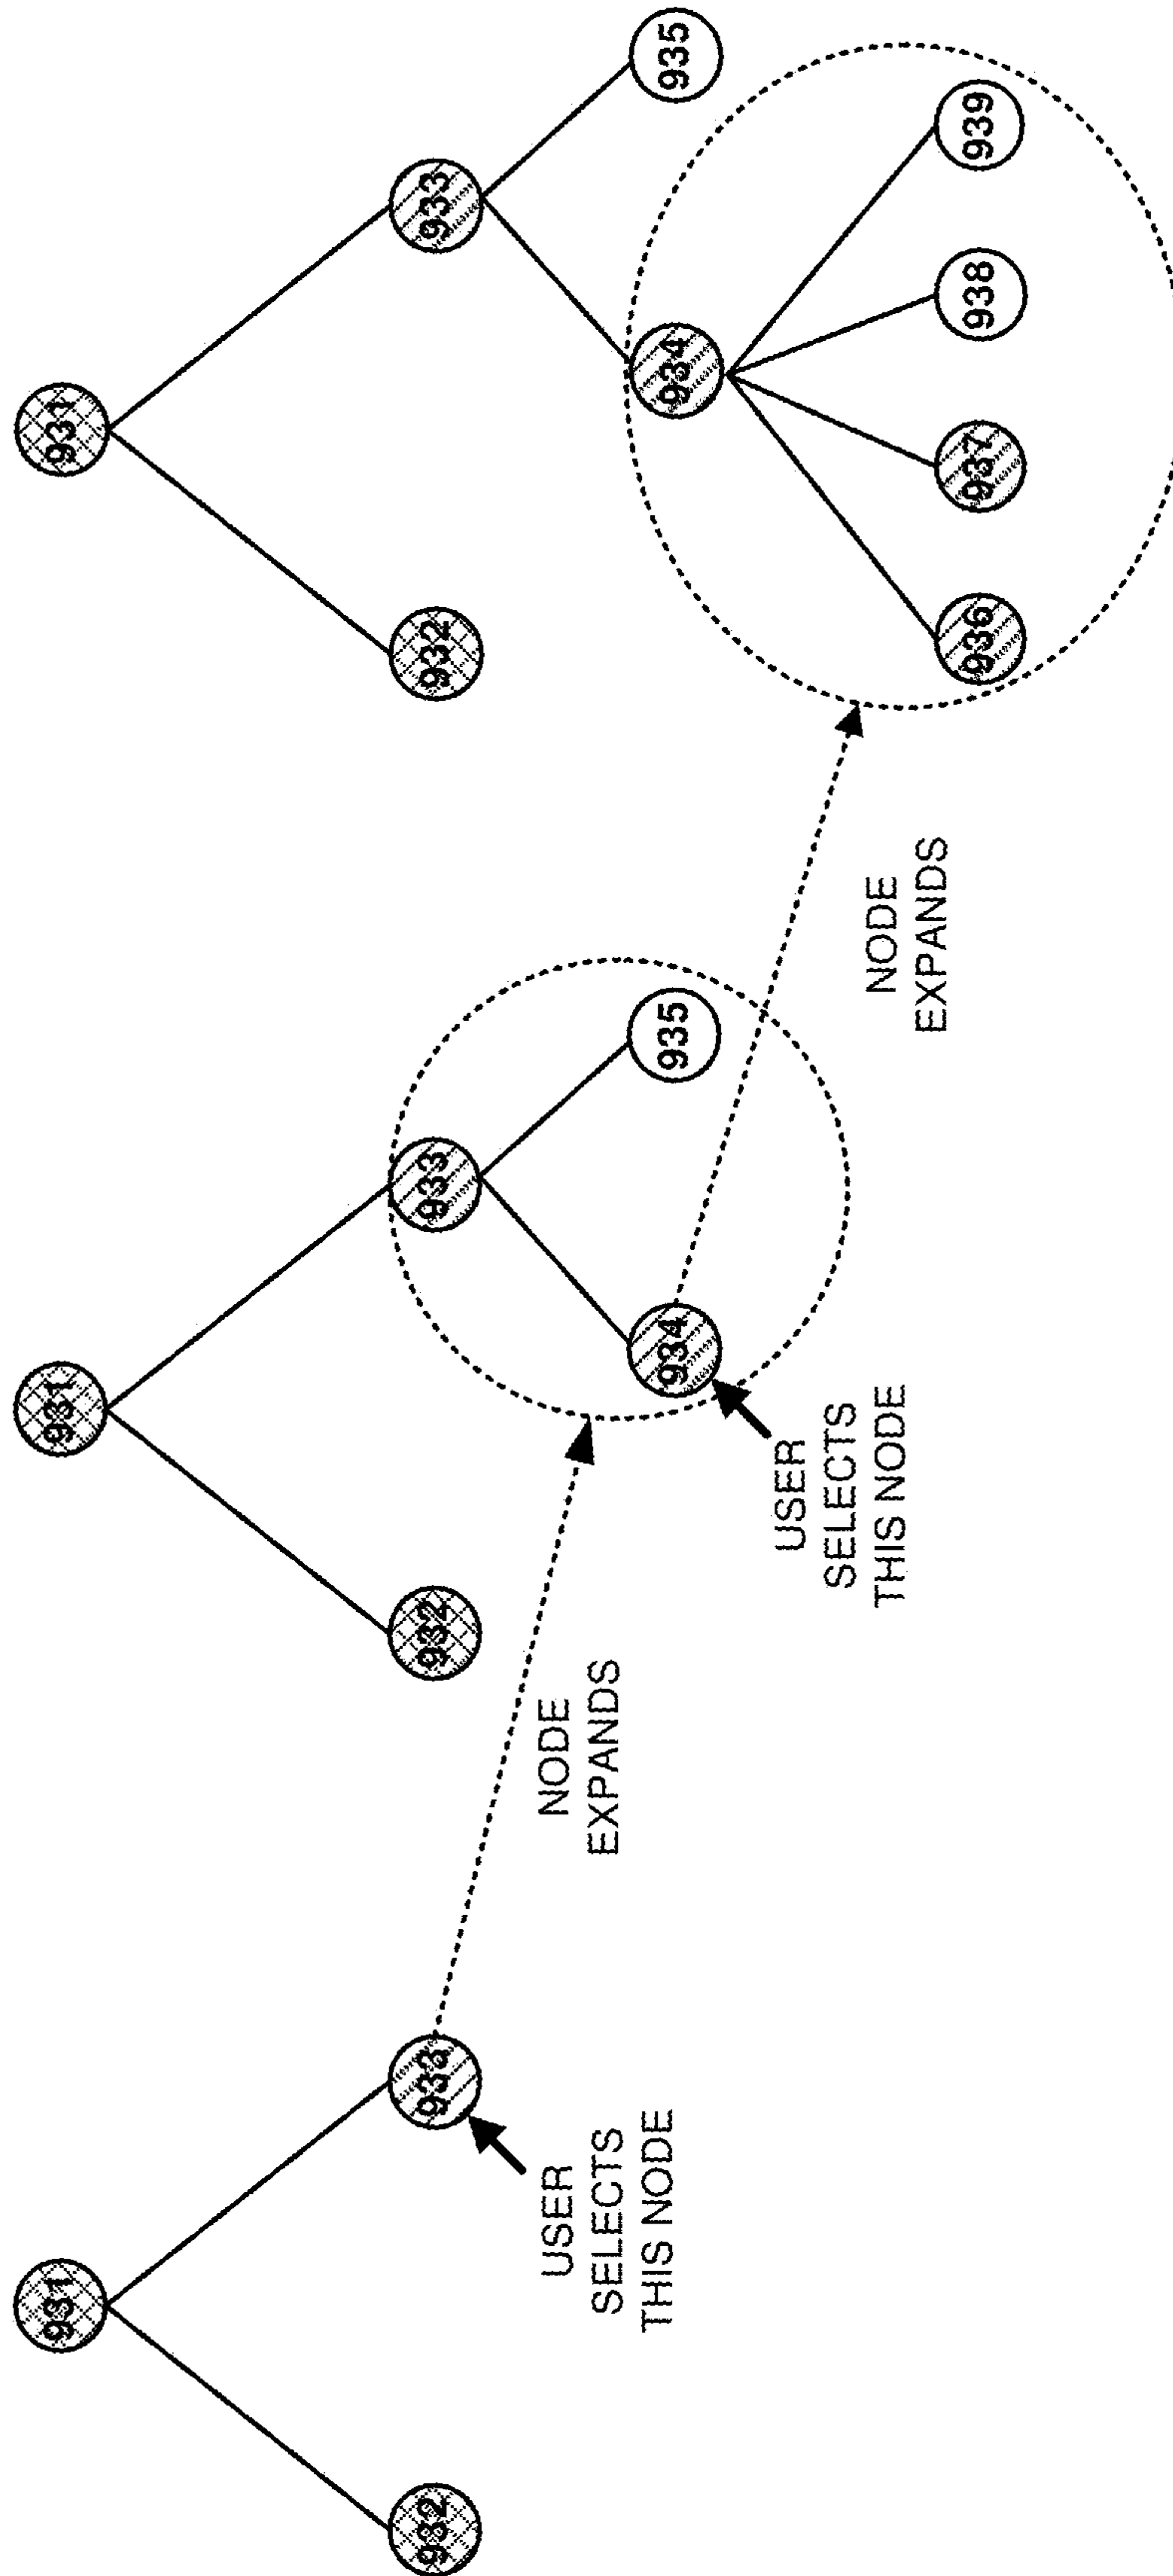 931
932
933
USER
SELECTS
THIS NODE
NODE
EXPANDS
931
932
933
934
935
USER
SELECTS
THIS NODE
NODE
EXPANDS
931
932
933
934
935
936
937
938
939